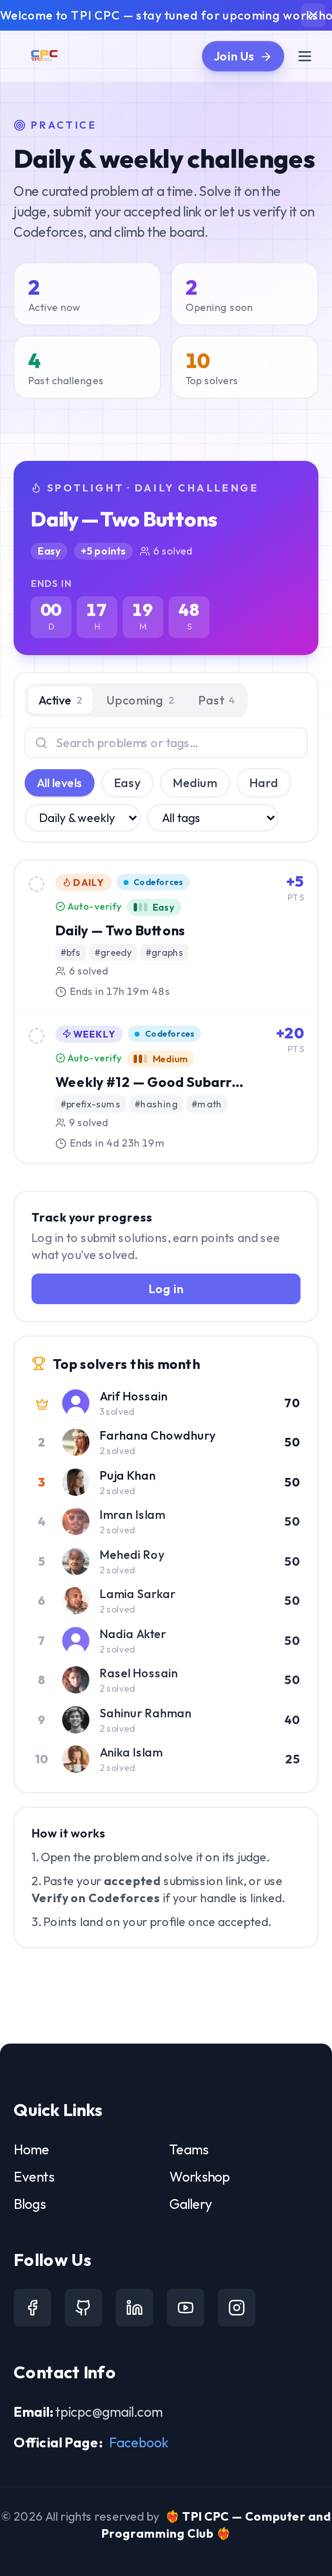 Welcome to TPI CPC — stay tuned for upcoming worksho
CPC
Join Us
PRACTICE
Daily & weekly challenges
One curated problem at a time. Solve it on the
judge, submit your accepted link or let us verify it on
Codeforces, and climb the board.
2
Active now
2
Opening soon
4
Past challenges
10
Top solvers
SPOTLIGHT · DAILY CHALLENGE
Daily — Two Buttons
Easy +5 points 6 solved
ENDS IN
00 17 19 48
D H M S
Active 2 Upcoming 2 Past 4
Search problems or tags…
All levels Easy Medium Hard
Daily & weekly All tags
DAILY Codeforces +5
PTS
Auto-verify Easy
Daily — Two Buttons
#bfs #greedy #graphs
6 solved
Ends in 17h 19m 48s
WEEKLY Codeforces +20
PTS
Auto-verify Medium
Weekly #12 — Good Subarr...
#prefix-sums #hashing #math
9 solved
Ends in 4d 23h 19m
Track your progress
Log in to submit solutions, earn points and see
what you've solved.
Log in
Top solvers this month
Arif Hossain 70
3 solved
2 Farhana Chowdhury 50
2 solved
3 Puja Khan 50
2 solved
4 Imran Islam 50
2 solved
5 Mehedi Roy 50
2 solved
6 Lamia Sarkar 50
2 solved
7 Nadia Akter 50
2 solved
8 Rasel Hossain 50
2 solved
9 Sahinur Rahman 40
2 solved
10 Anika Islam 25
2 solved
How it works
1. Open the problem and solve it on its judge.
2. Paste your accepted submission link, or use
Verify on Codeforces if your handle is linked.
3. Points land on your profile once accepted.
Quick Links
Home Teams
Events Workshop
Blogs Gallery
Follow Us
Contact Info
Email: tpicpc@gmail.com
Official Page: Facebook
© 2026 All rights reserved by ❤️‍🔥 TPI CPC — Computer and
Programming Club ❤️‍🔥